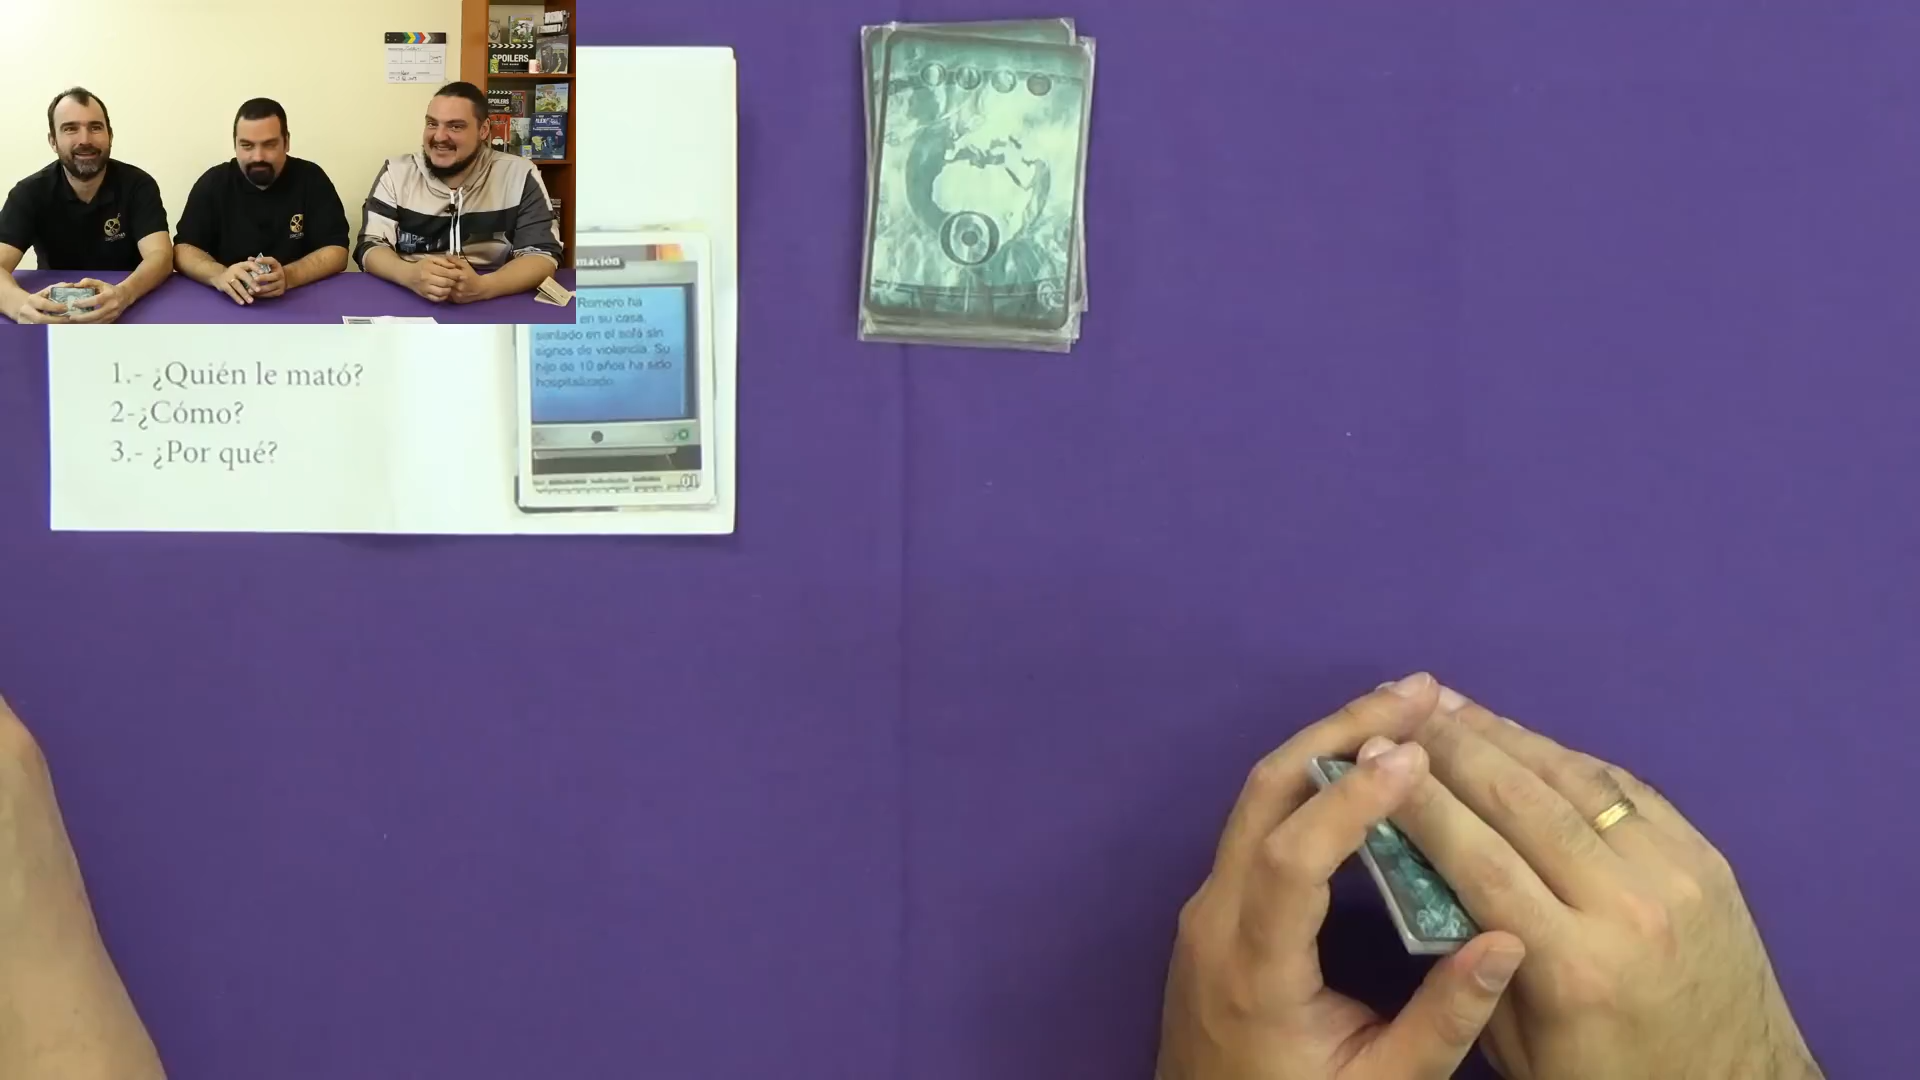 SPOILERS
SPOILERS
mación
Romero ha
en su casa,
sentado en el sofá sin
signos de violencia. Su
hijo de 10 años ha sido
hospitalizado.
01
1.- ¿Quién le mató?
2-¿Cómo?
3.- ¿Por qué?